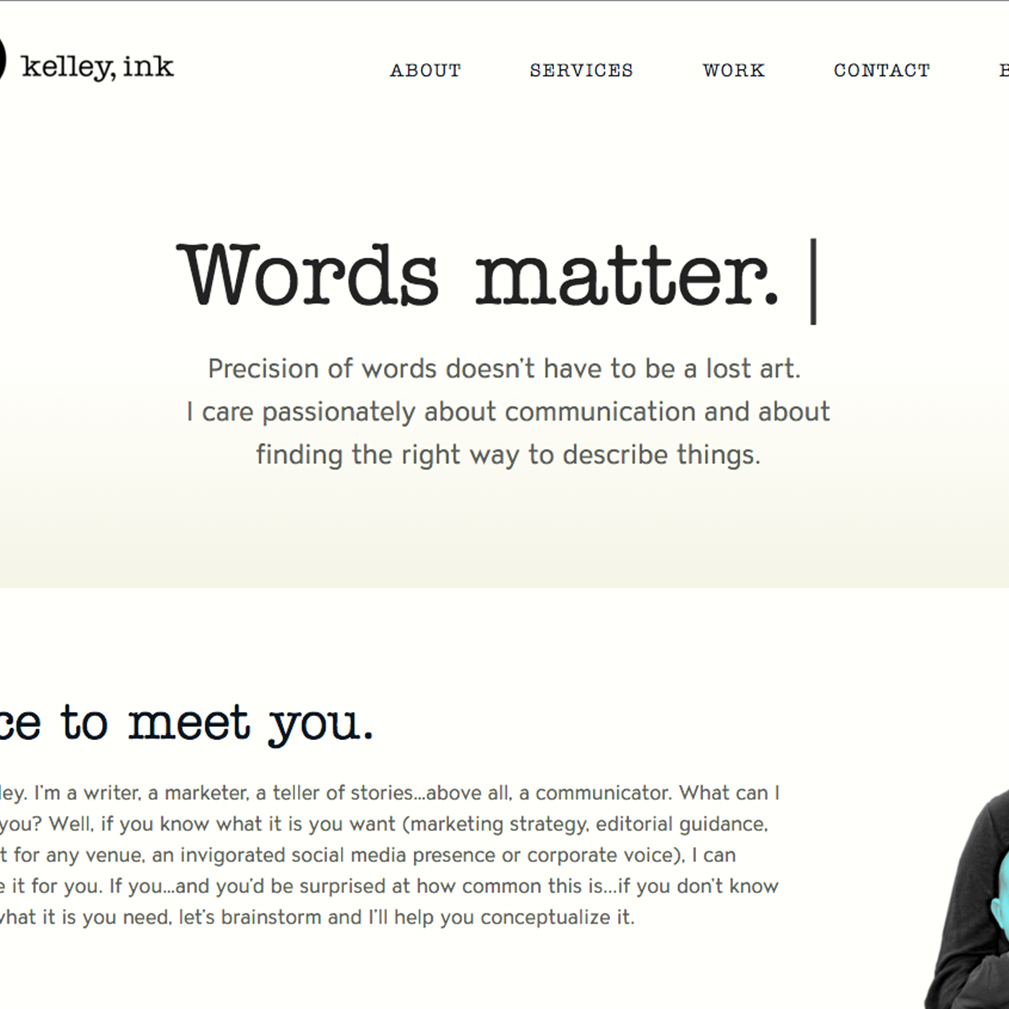 kelley, ink
ABOUT SERVICES WORK CONTACT
Words matter. |
Precision of words doesn't have to be a lost art.
I care passionately about communication and about
finding the right way to describe things.
to meet you.
I'm a writer, a marketer, a teller of stories...above all, a communicator. What can I
you? Well, if you know what it is you want (marketing strategy, editorial guidance,
for any venue, an invigorated social media presence or corporate voice), I can
it for you. If you...and you'd be surprised at how common this is...if you don't know
what it is you need, let's brainstorm and I'll help you conceptualize it.